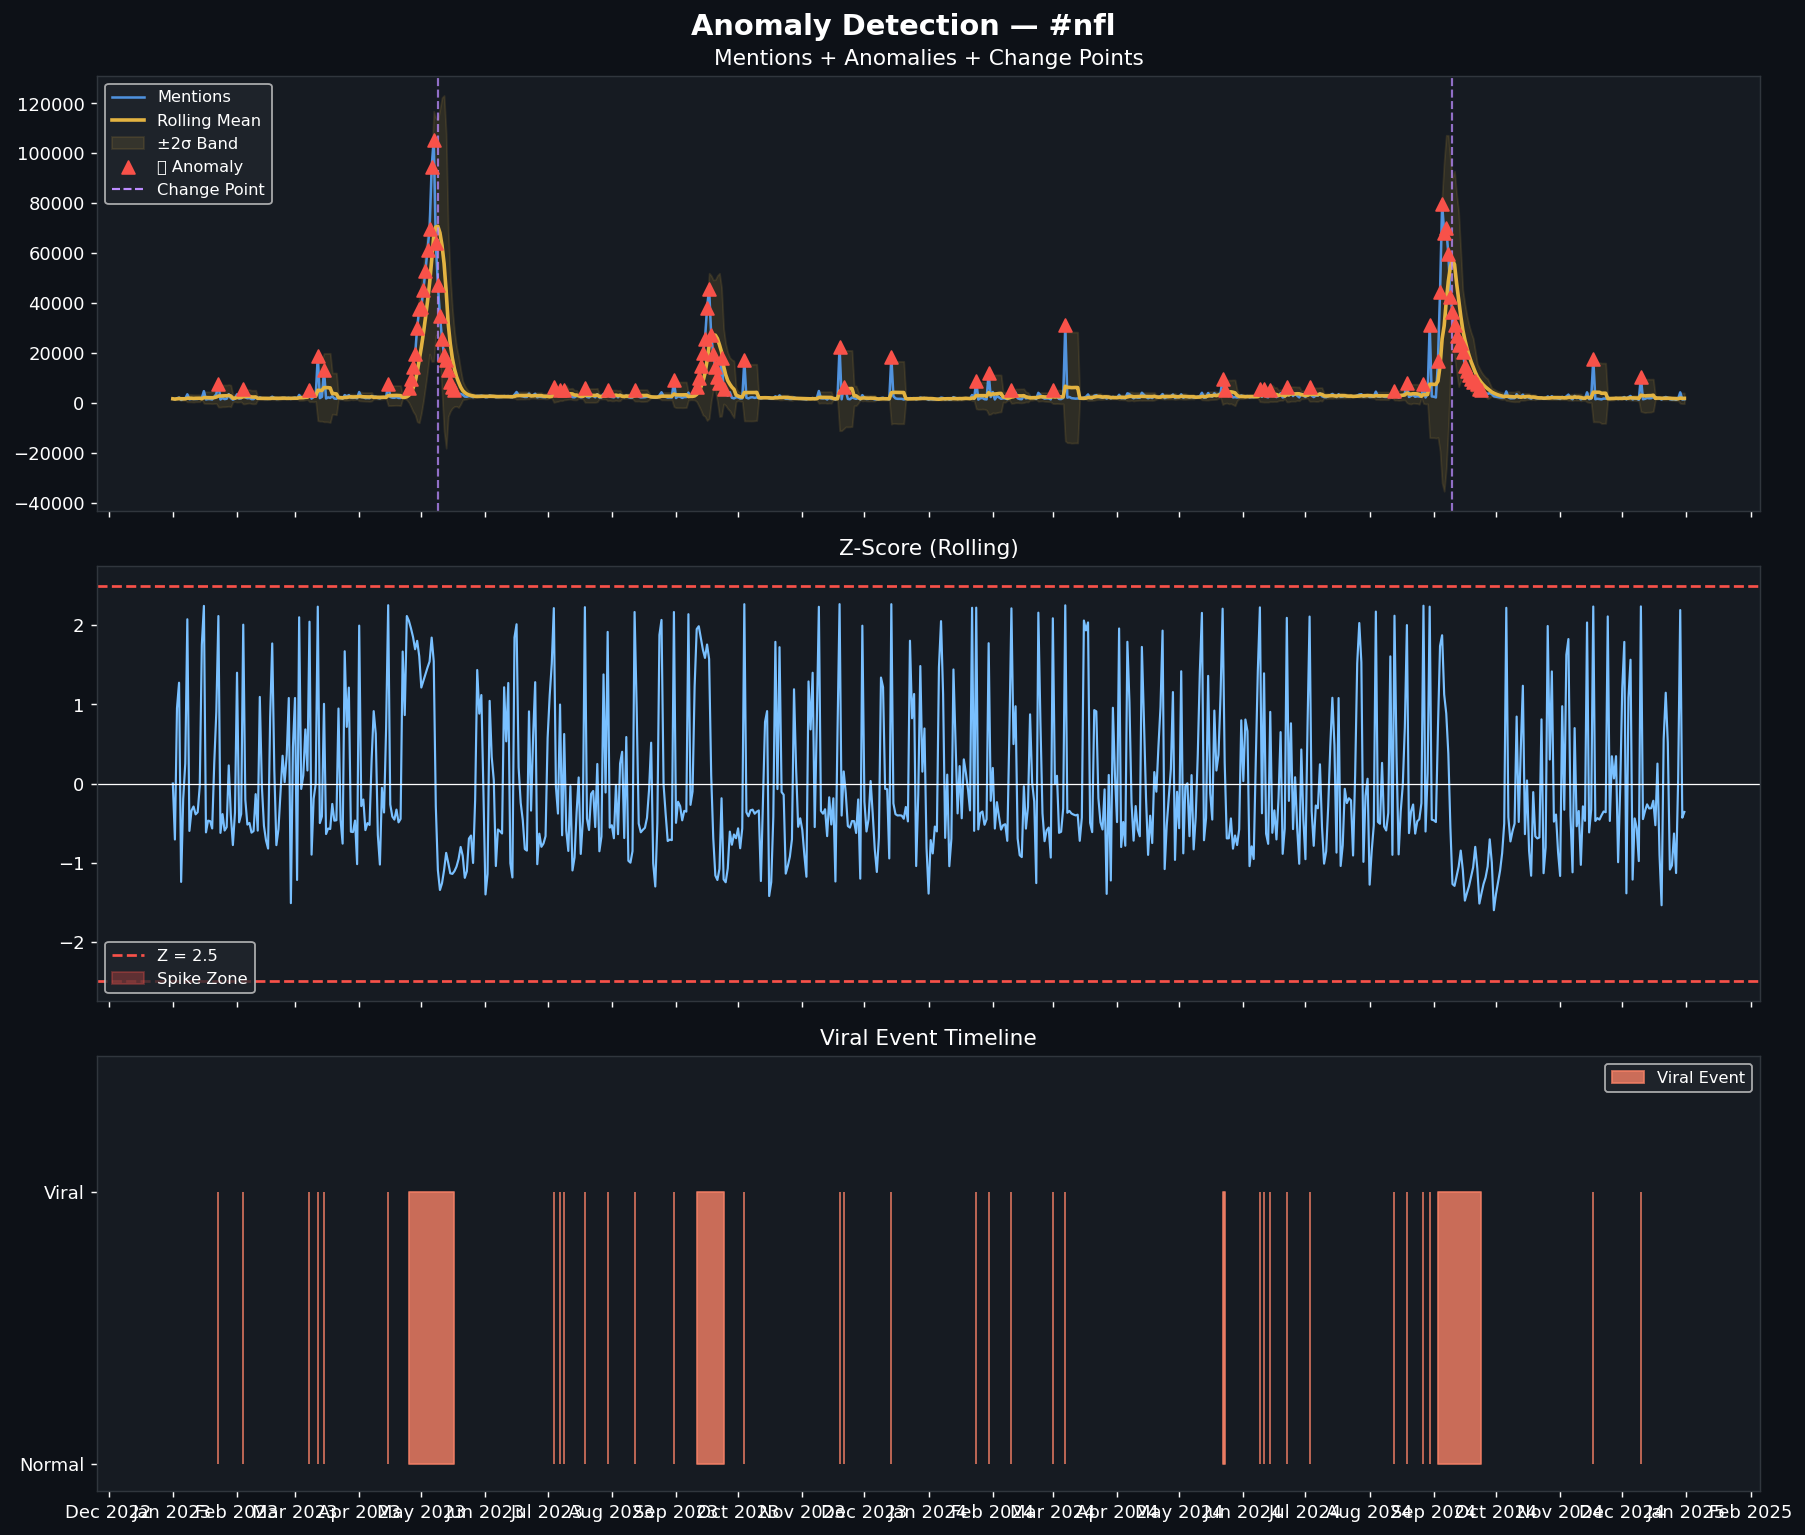 Anomaly Detection — #nfl
Mentions + Anomalies + Change Points
Mentions
Rolling Mean
±2σ Band
Anomaly
Change Point
120000
100000
80000
60000
40000
20000
0
−20000
−40000
Z-Score (Rolling)
2
1
0
−1
−2
Z = 2.5
Spike Zone
Viral Event Timeline
Viral Event
Viral
Normal
Dec 2022 Jan 2023 Feb 2023 Mar 2023 Apr 2023 May 2023 Jun 2023 Jul 2023 Aug 2023 Sep 2023 Oct 2023 Nov 2023 Dec 2023 Jan 2024 Feb 2024 Mar 2024 Apr 2024 May 2024 Jun 2024 Jul 2024 Aug 2024 Sep 2024 Oct 2024 Nov 2024 Dec 2024 Jan 2025 Feb 2025